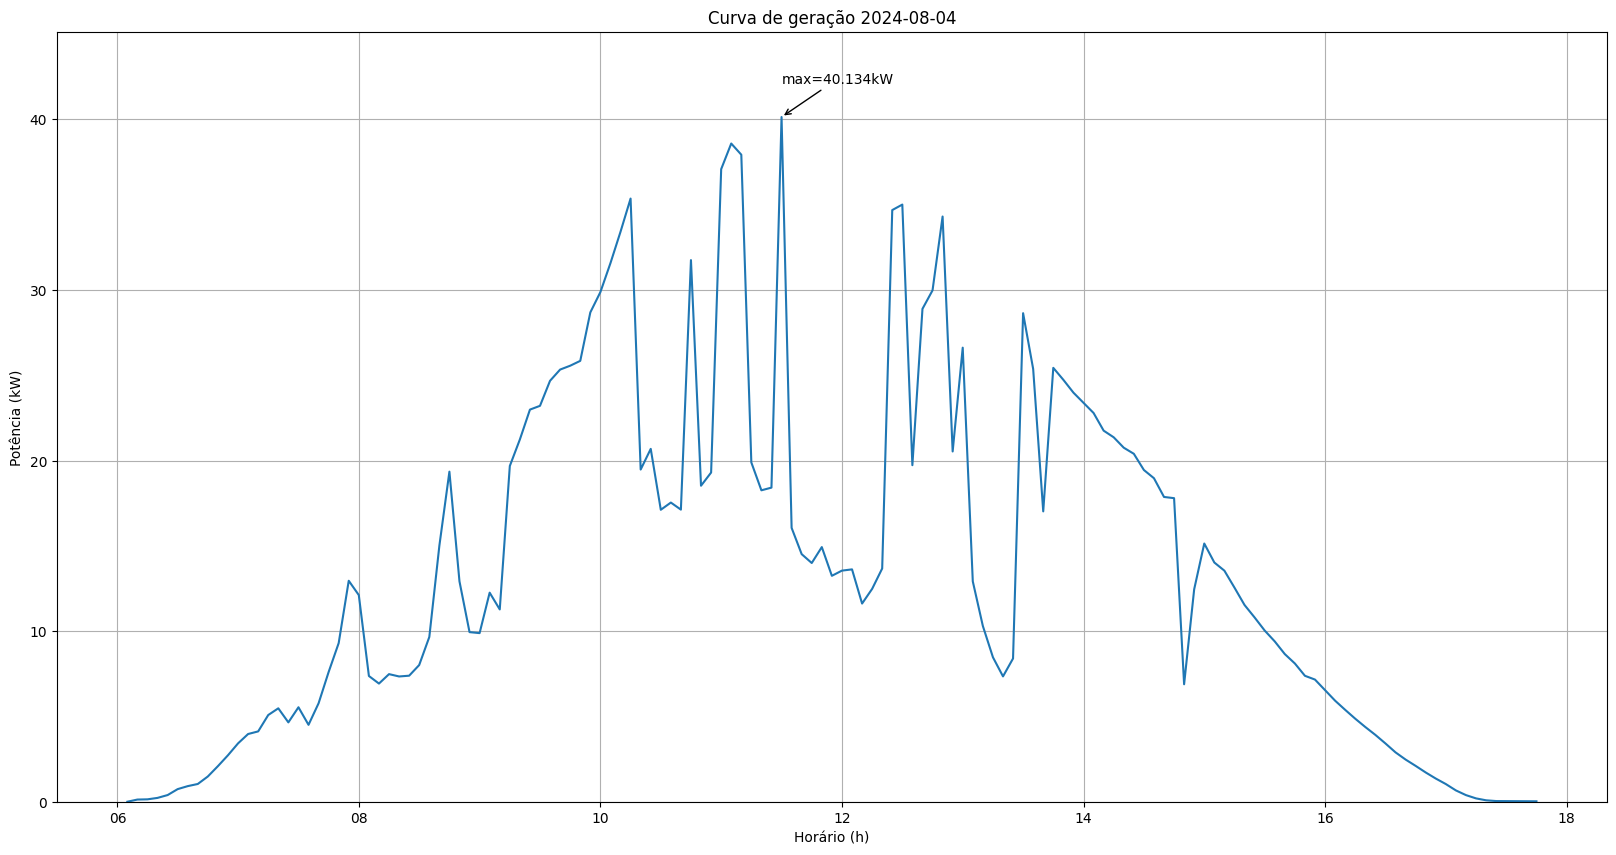 Curva de geração 2024-08-04
max=40.134kW
40
30
20
10
0
Potência (kW)
06 08 10 12 14 16 18
Horário (h)